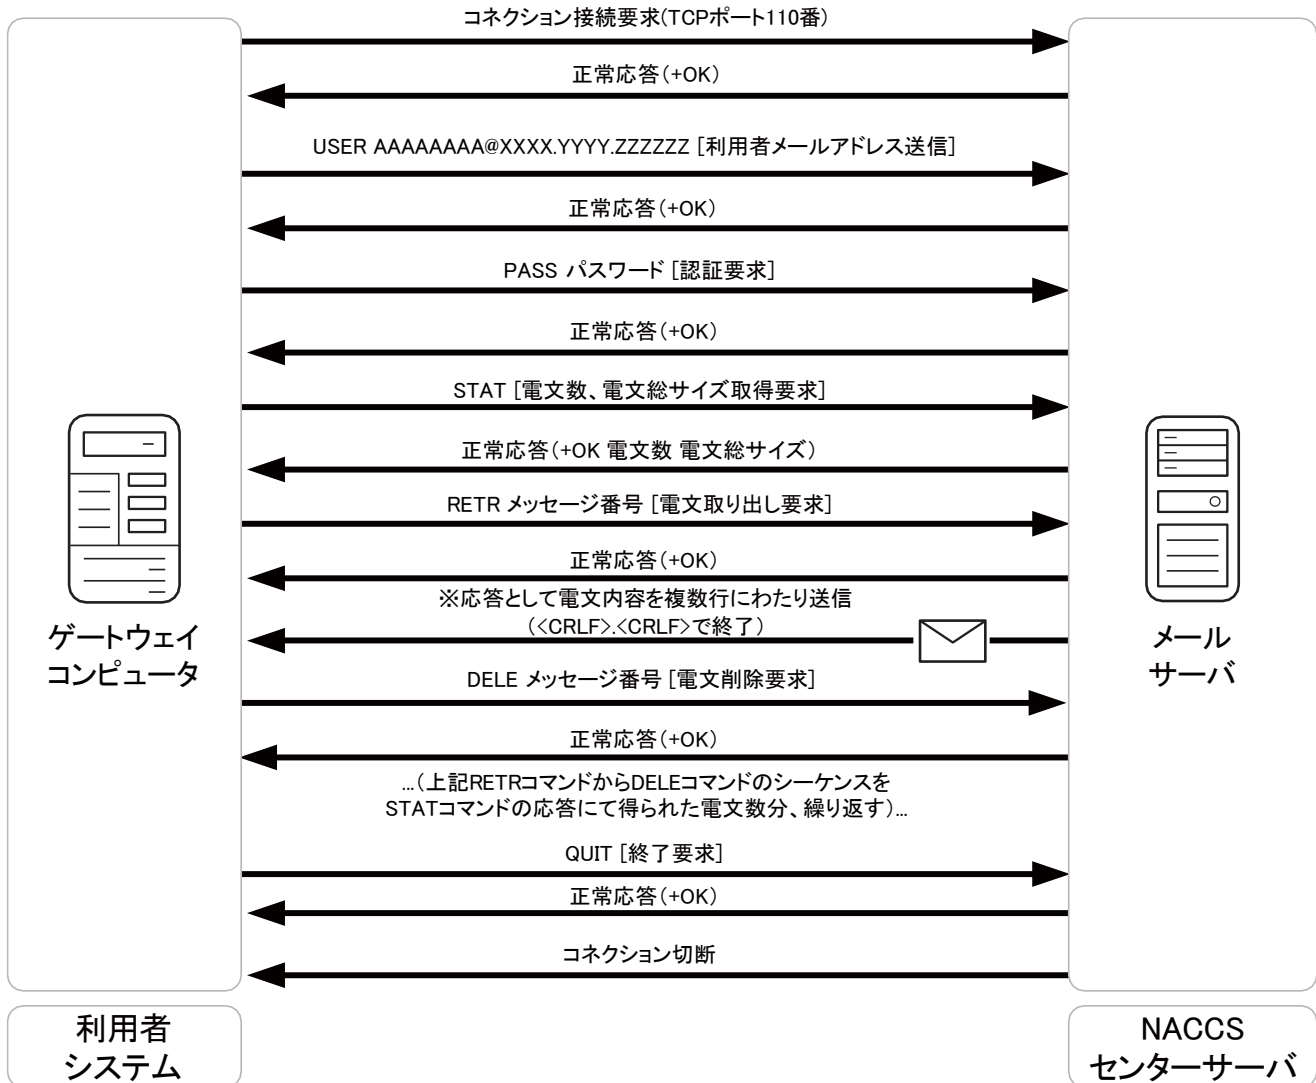 コネクション接続要求(TCPポート110番)
正常応答(+OK)
USER AAAAAAAA@XXXX.YYYY.ZZZZZZ [利用者メールアドレス送信]
正常応答(+OK)
PASS パスワード [認証要求]
正常応答(+OK)
STAT [電文数、電文総サイズ取得要求]
正常応答(+OK 電文数 電文総サイズ)
RETR メッセージ番号 [電文取り出し要求]
正常応答(+OK)
※応答として電文内容を複数行にわたり送信
(<CRLF>.<CRLF>で終了)
ゲートウェイ
コンピュータ
メール
サーバ
DELE メッセージ番号 [電文削除要求]
正常応答(+OK)
…(上記RETRコマンドからDELEコマンドのシーケンスを
STATコマンドの応答にて得られた電文数分、繰り返す)…
QUIT [終了要求]
正常応答(+OK)
コネクション切断
利用者
システム
NACCS
センターサーバ